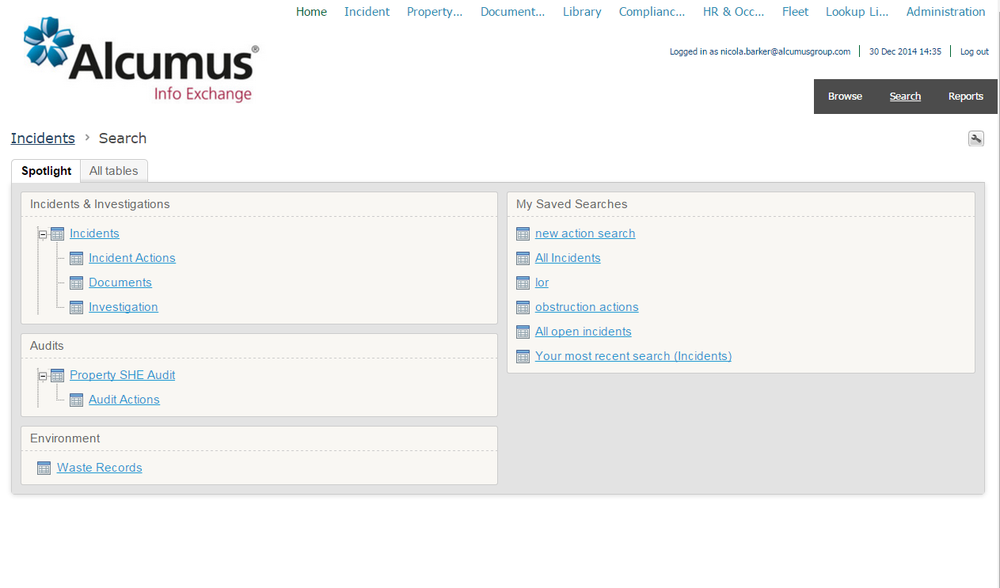 Home Incident Property... Document... Library Complianc... HR & Occ... Fleet Lookup Li... Administration
Alcumus®
Info Exchange
Logged in as nicola.barker@alcumusgroup.com 30 Dec 2014 14:35 Log out
Browse Search Reports
Incidents › Search
Spotlight All tables
Incidents & Investigations
Incidents
Incident Actions
Documents
Investigation
Audits
Property SHE Audit
Audit Actions
Environment
Waste Records
My Saved Searches
new action search
All Incidents
lor
obstruction actions
All open incidents
Your most recent search (Incidents)